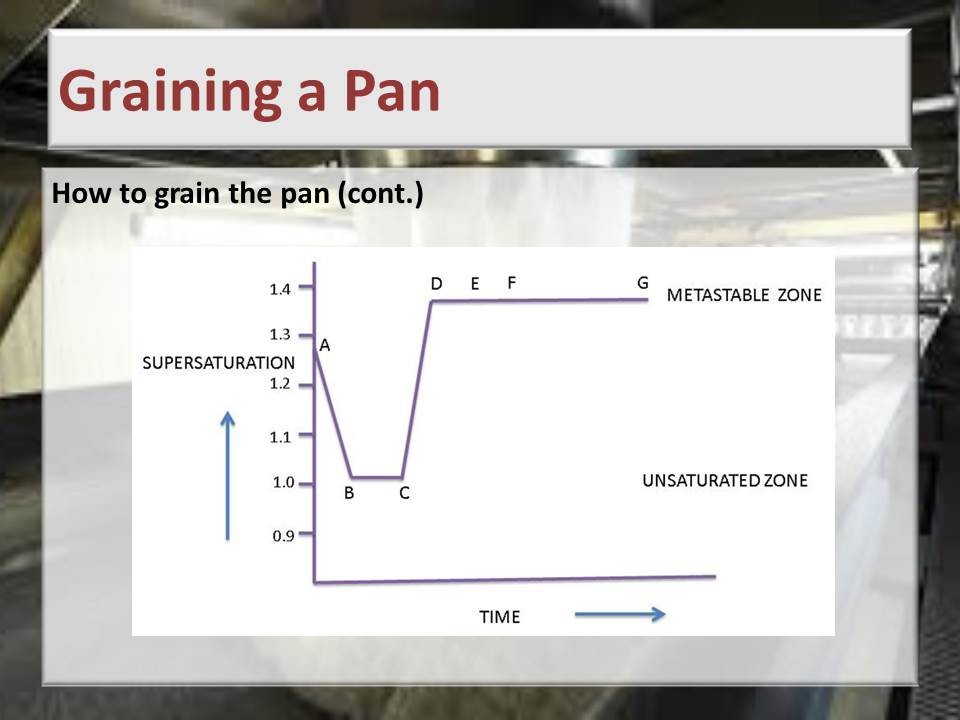 Graining a Pan
How to grain the pan (cont.)
D E F G
1.4
METASTABLE ZONE
1.3
A
SUPERSATURATION
1.2
1.1
1.0
UNSATURATED ZONE
B C
0.9
TIME